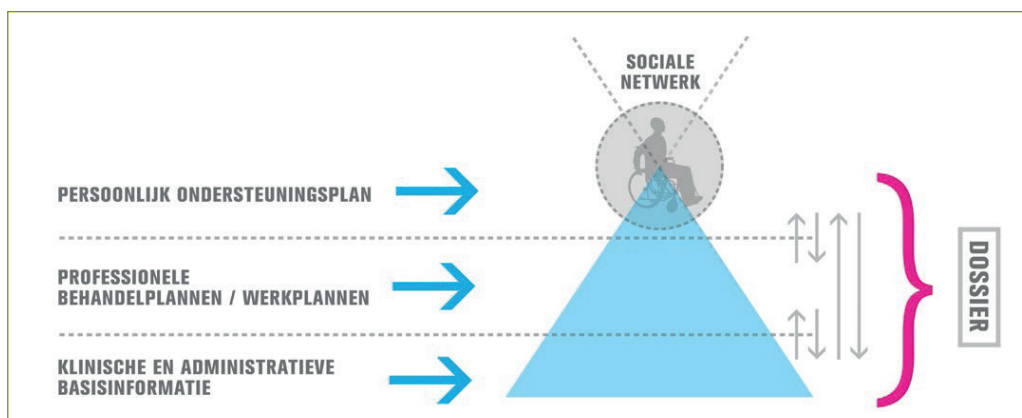 SOCIALE
NETWERK
PERSOONLIJK ONDERSTEUNINGSPLAN
PROFESSIONELE
BEHANDELPLANNEN / WERKPLANNEN
KLINISCHE EN ADMINISTRATIEVE
BASISINFORMATIE
DOSSIER